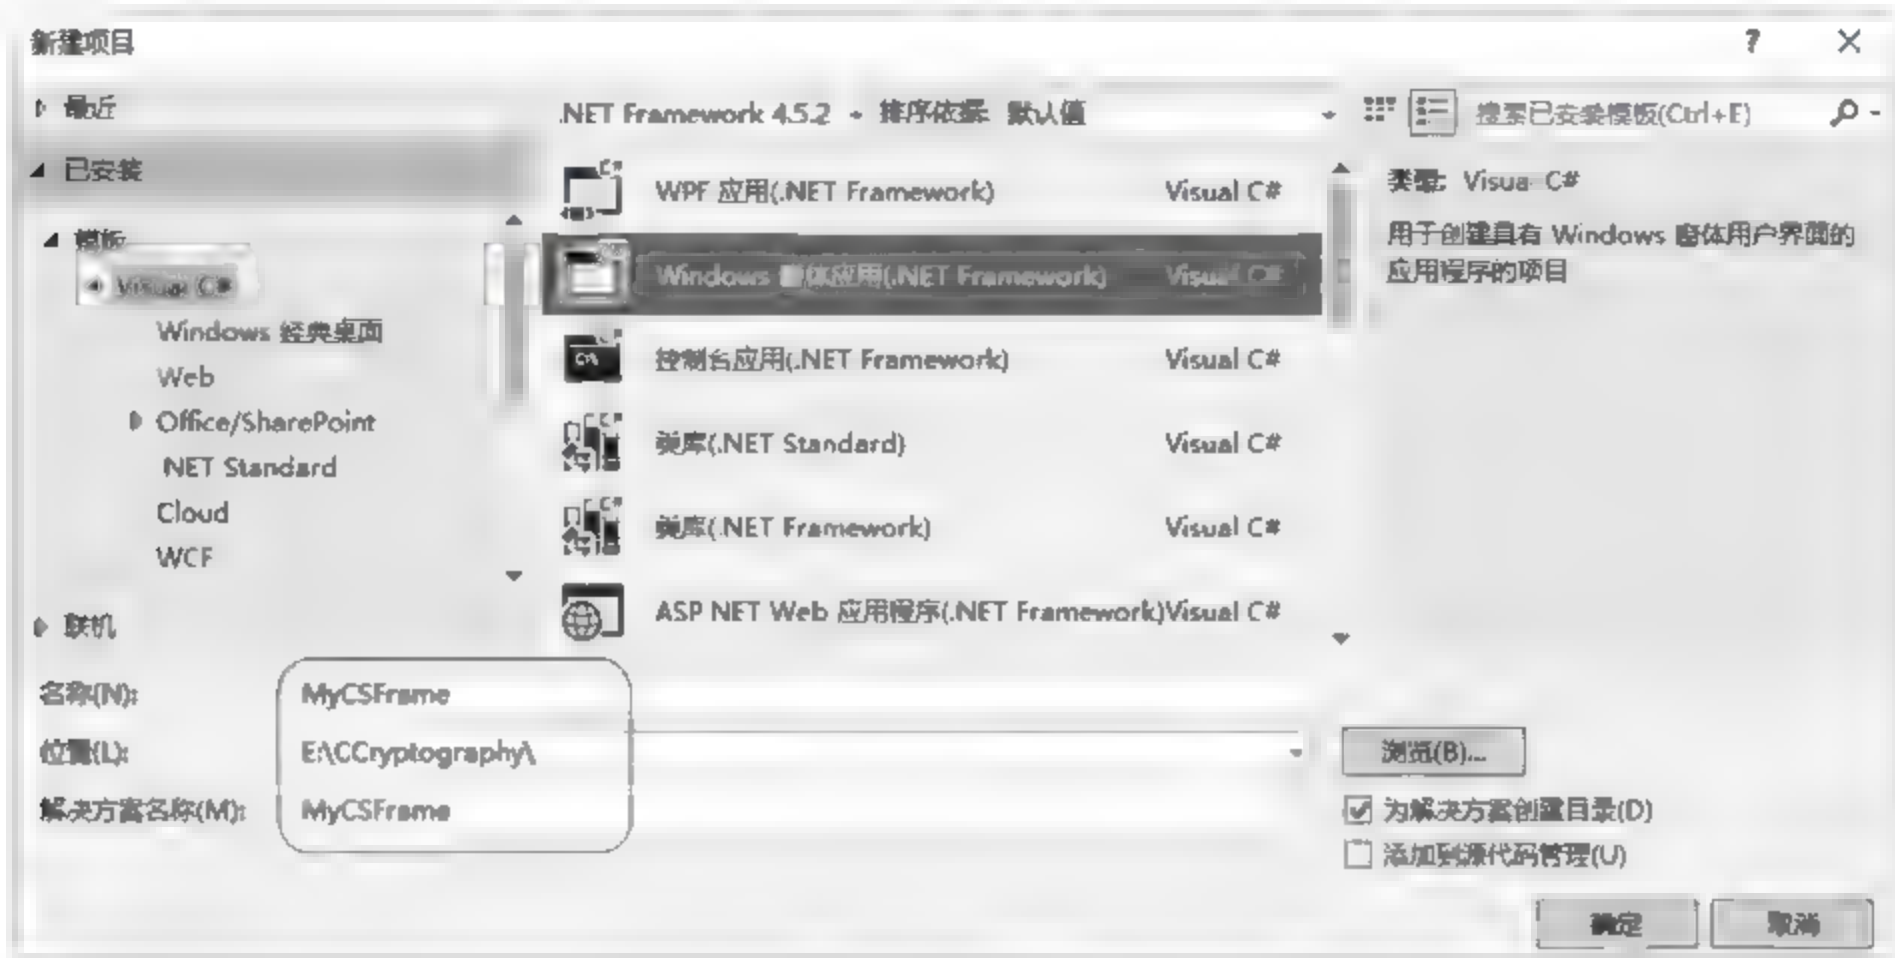 新建项目
? ×
最近
.NET Framework 4.5.2 排序依据: 默认值
搜索已安装模板(Ctrl+E)
已安装
模板
Visual C#
Windows 经典桌面
Web
Office/SharePoint
.NET Standard
Cloud
WCF
联机
WPF 应用(.NET Framework) Visual C#
Windows 窗体应用(.NET Framework) Visual C#
控制台应用(.NET Framework) Visual C#
类库(.NET Standard) Visual C#
类库(.NET Framework) Visual C#
ASP NET Web 应用程序(.NET Framework)Visual C#
类型: Visual C#
用于创建具有 Windows 窗体用户界面的
应用程序的项目
名称(N): MyCSFrame
位置(L): E:\CCryptography\
浏览(B)...
解决方案名称(M): MyCSFrame
为解决方案创建目录(D)
添加到源代码管理(U)
确定 取消